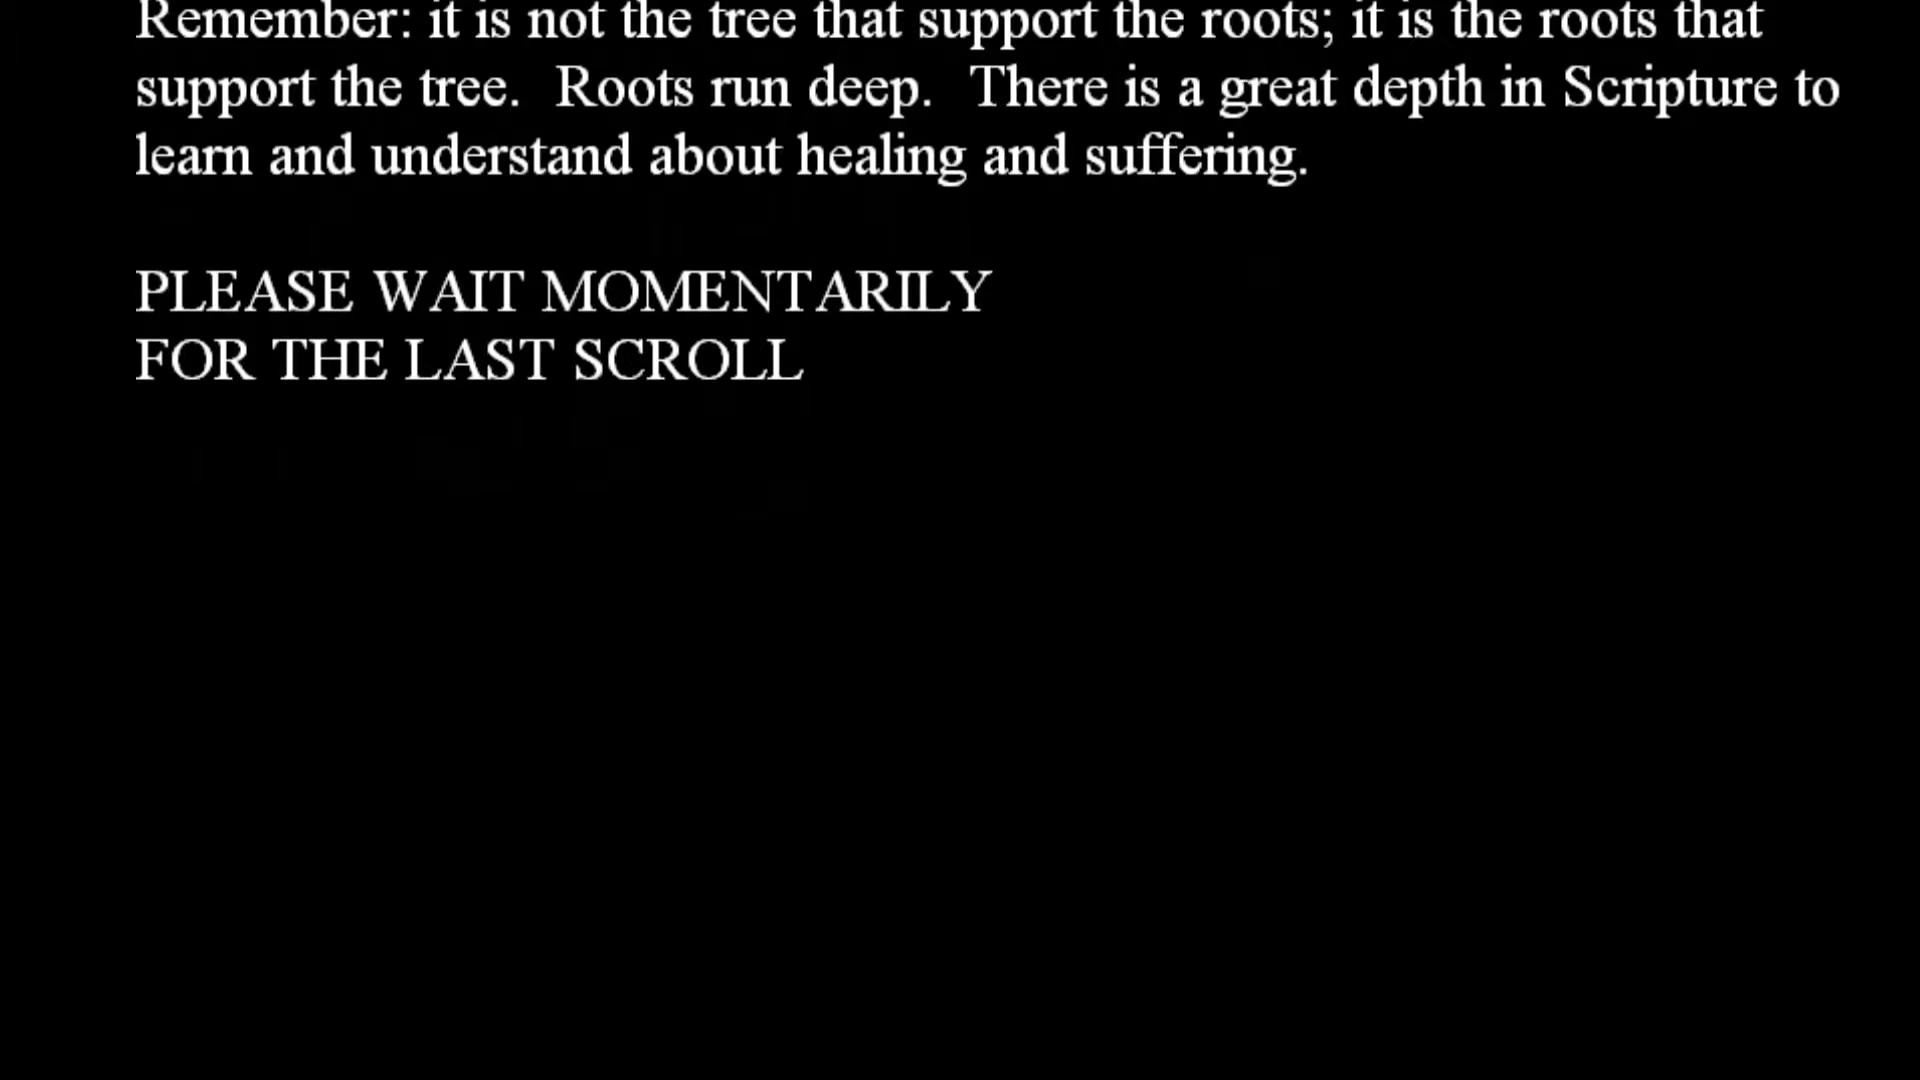 Remember: it is not the tree that support the roots; it is the roots that
support the tree.  Roots run deep.  There is a great depth in Scripture to
learn and understand about healing and suffering.
PLEASE WAIT MOMENTARILY
FOR THE LAST SCROLL